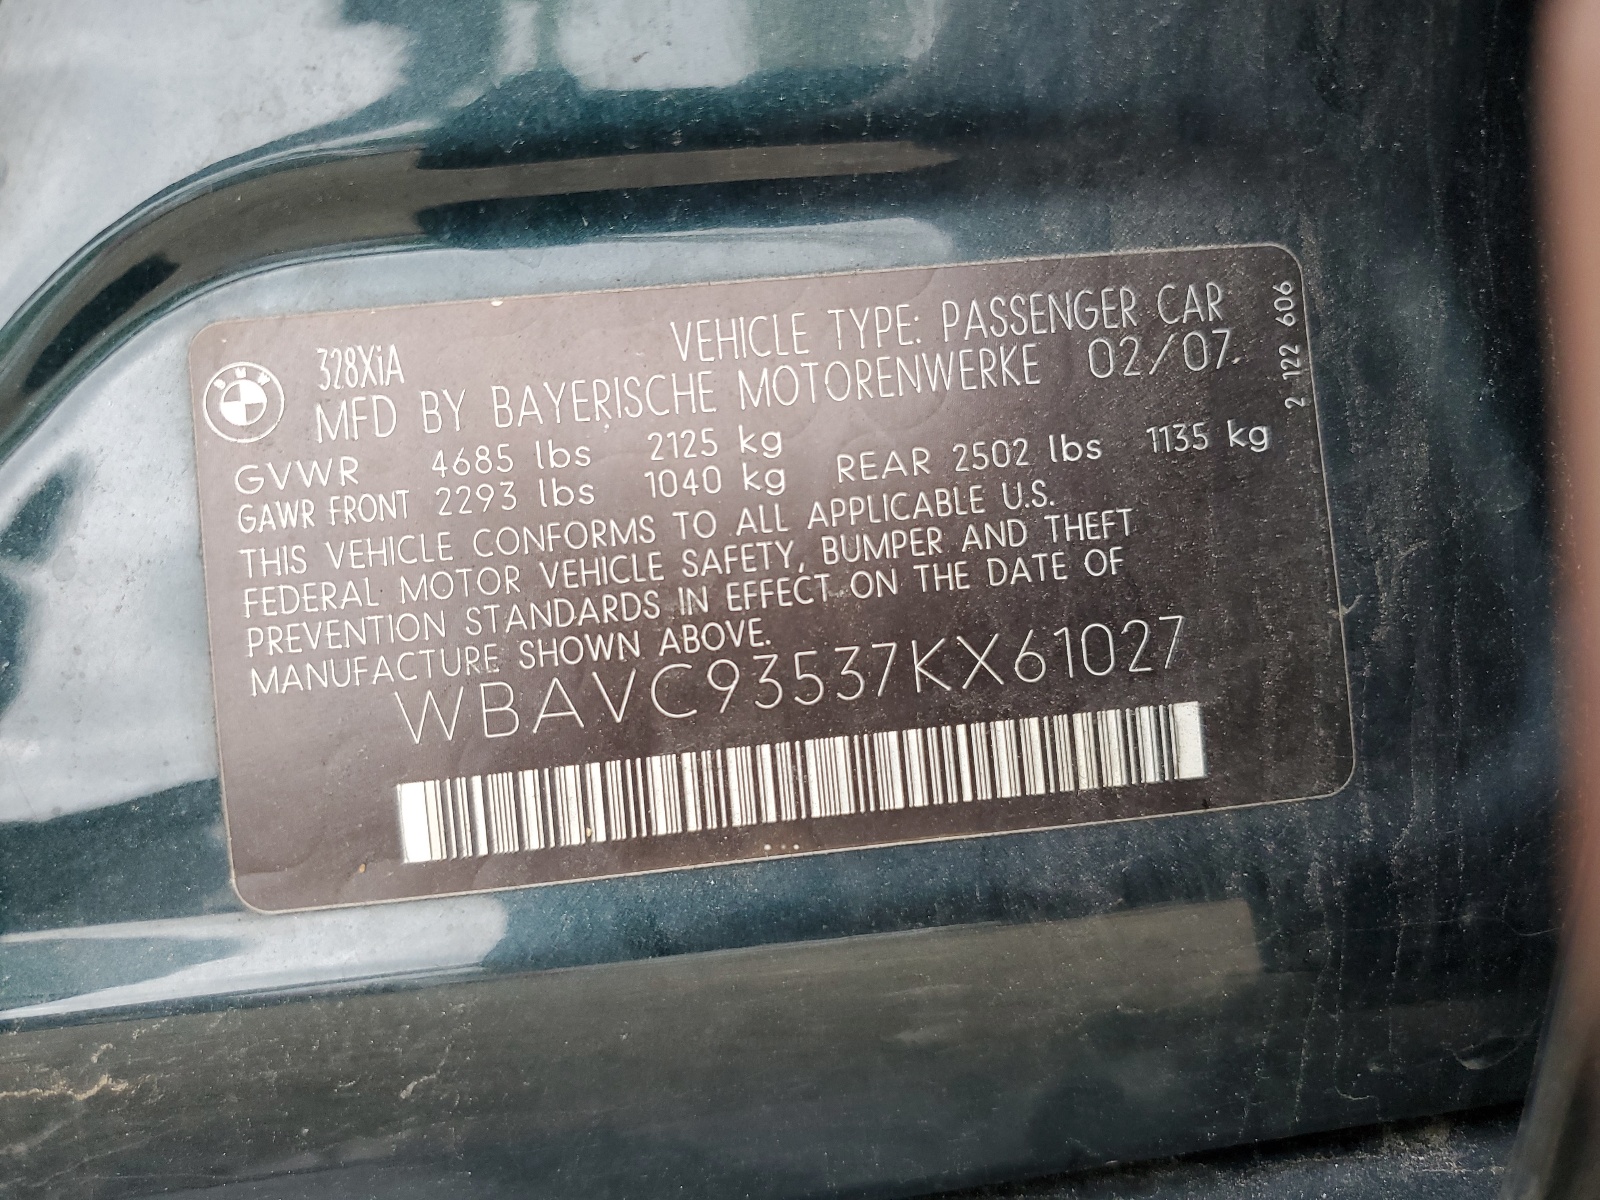 BMW
328XiA
VEHICLE TYPE: PASSENGER CAR
MFD BY BAYERISCHE MOTORENWERKE 02/07
GVWR 4685 lbs 2125 kg
GAWR FRONT 2293 lbs 1040 kg REAR 2502 lbs 1135 kg
THIS VEHICLE CONFORMS TO ALL APPLICABLE U.S.
FEDERAL MOTOR VEHICLE SAFETY, BUMPER AND THEFT
PREVENTION STANDARDS IN EFFECT ON THE DATE OF
MANUFACTURE SHOWN ABOVE.
WBAVC93537KX61027
2 122 606